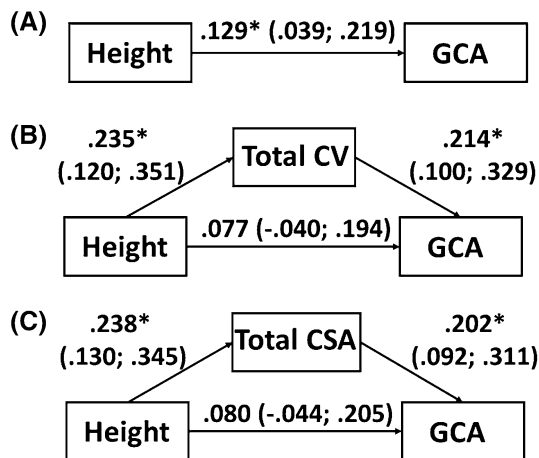 (A)
.129* (.039; .219)
Height
GCA
(B)
.235*
(.120; .351)
Total CV
.214*
(.100; .329)
.077 (-.040; .194)
Height
GCA
(C)
.238*
(.130; .345)
Total CSA
.202*
(.092; .311)
.080 (-.044; .205)
Height
GCA